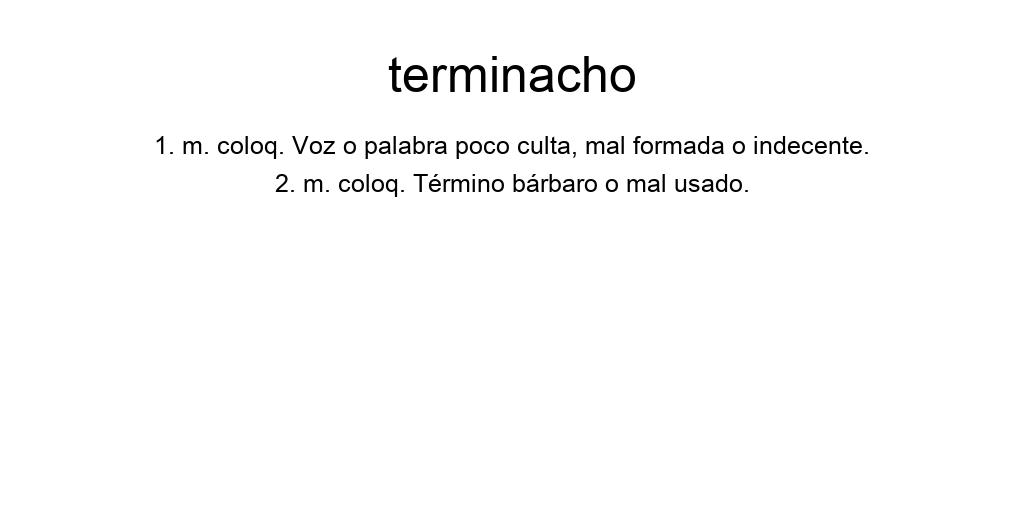 terminacho
1. m. coloq. Voz o palabra poco culta, mal formada o indecente.
2. m. coloq. Término bárbaro o mal usado.